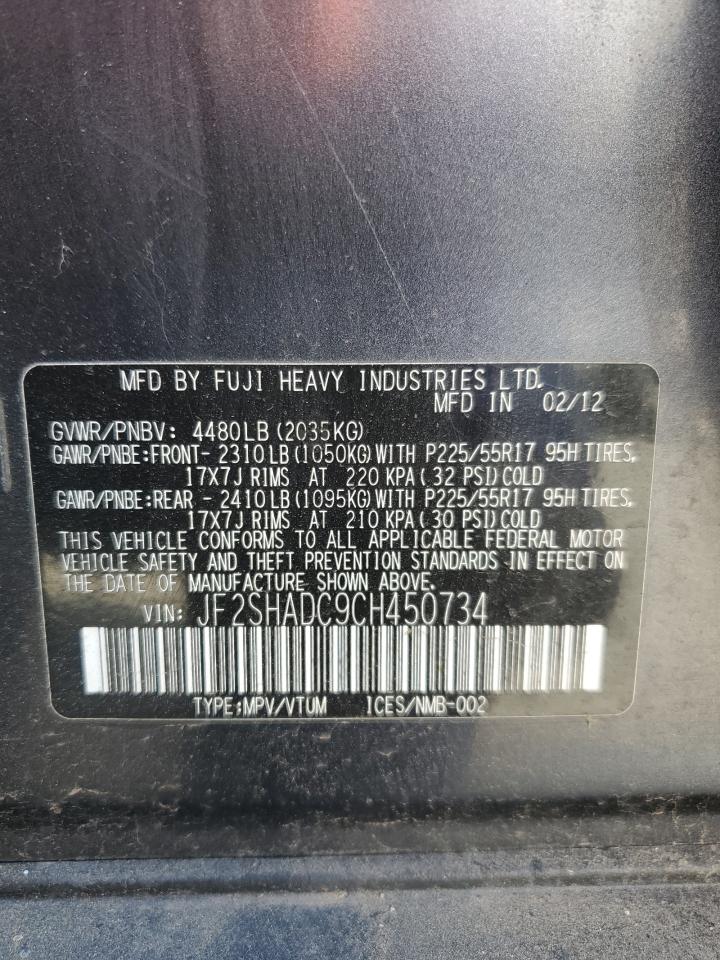 MFD BY FUJI HEAVY INDUSTRIES LTD.
MFD IN 02/12
GVWR/PNBV: 4480LB (2035KG)
GAWR/PNBE:FRONT- 2310LB (1050KG) WITH P225/55R17 95H TIRES,
17X7J RIMS AT 220 KPA ( 32 PSI) COLD
GAWR/PNBE:REAR - 2410LB (1095KG) WITH P225/55R17 95H TIRES,
17X7J RIMS AT 210 KPA ( 30 PSI) COLD
THIS VEHICLE CONFORMS TO ALL APPLICABLE FEDERAL MOTOR
VEHICLE SAFETY AND THEFT PREVENTION STANDARDS IN EFFECT ON
THE DATE OF MANUFACTURE SHOWN ABOVE.
VIN: JF2SHADC9CH450734
TYPE:MPV/VTUM ICES/NMB-002